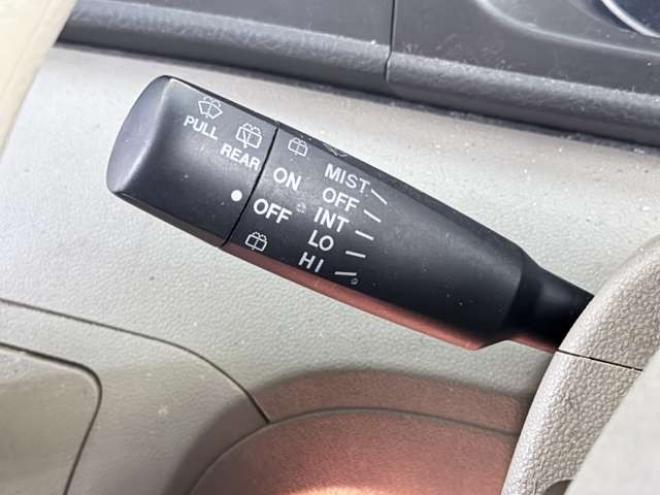 PULL
REAR
ON
OFF
MIST
OFF
INT
LO
HI